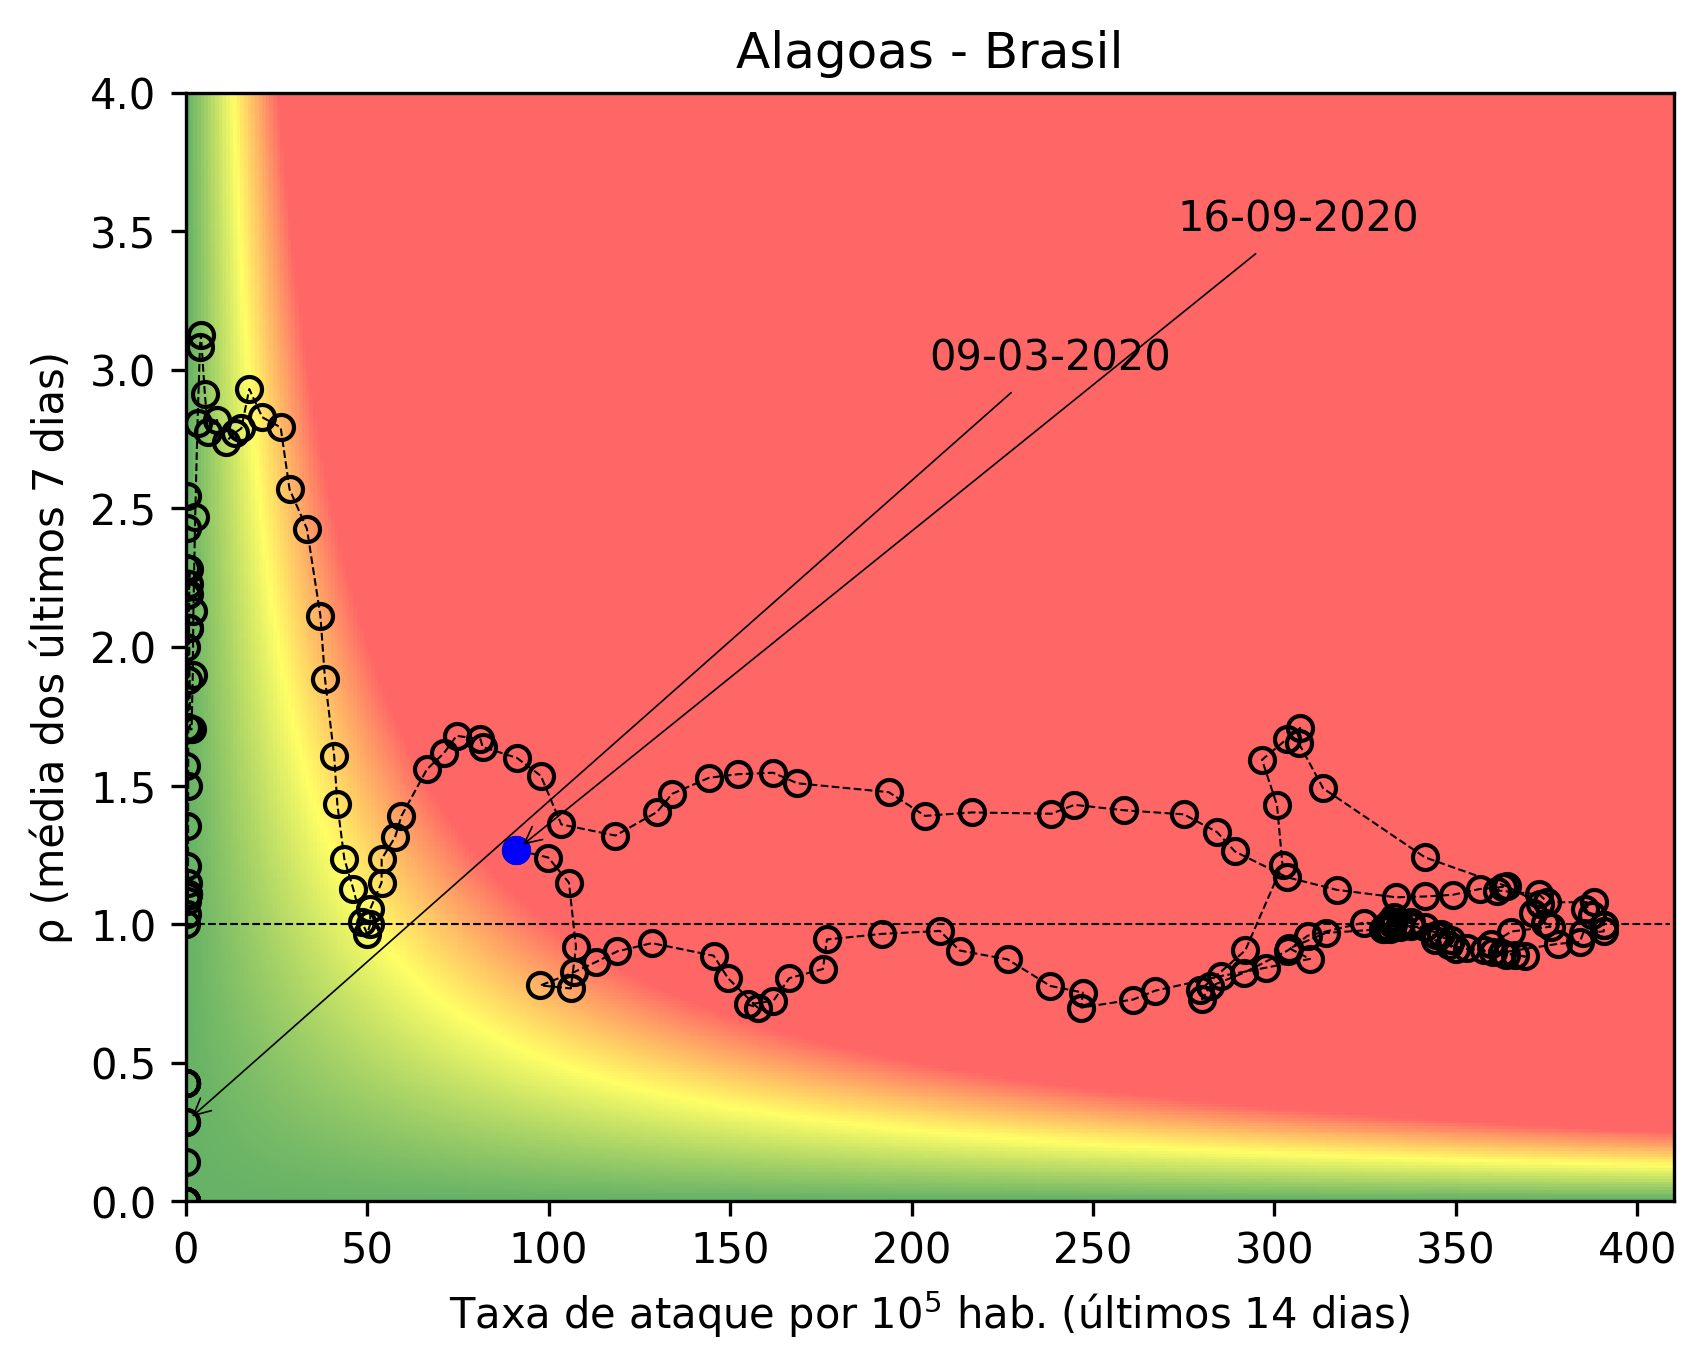 Alagoas - Brasil
4.0
3.5
3.0
2.5
2.0
1.5
1.0
0.5
0.0
ρ (média dos últimos 7 dias)
16-09-2020
09-03-2020
0 50 100 150 200 250 300 350 400
Taxa de ataque por 10⁵ hab. (últimos 14 dias)